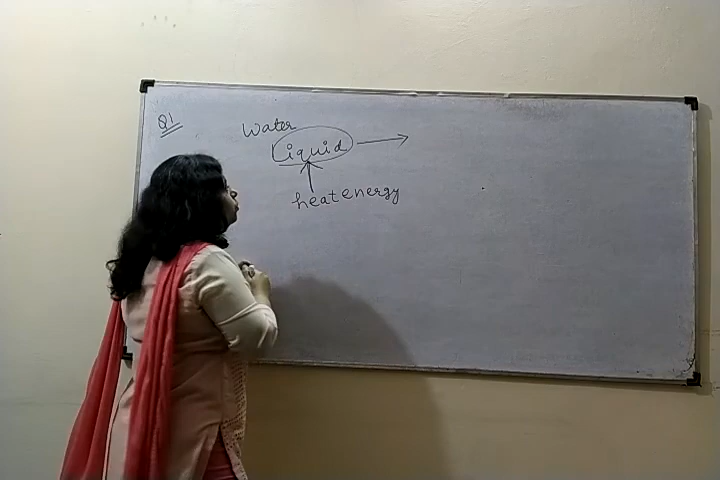 Q1
Water
Liquid →
heat energy